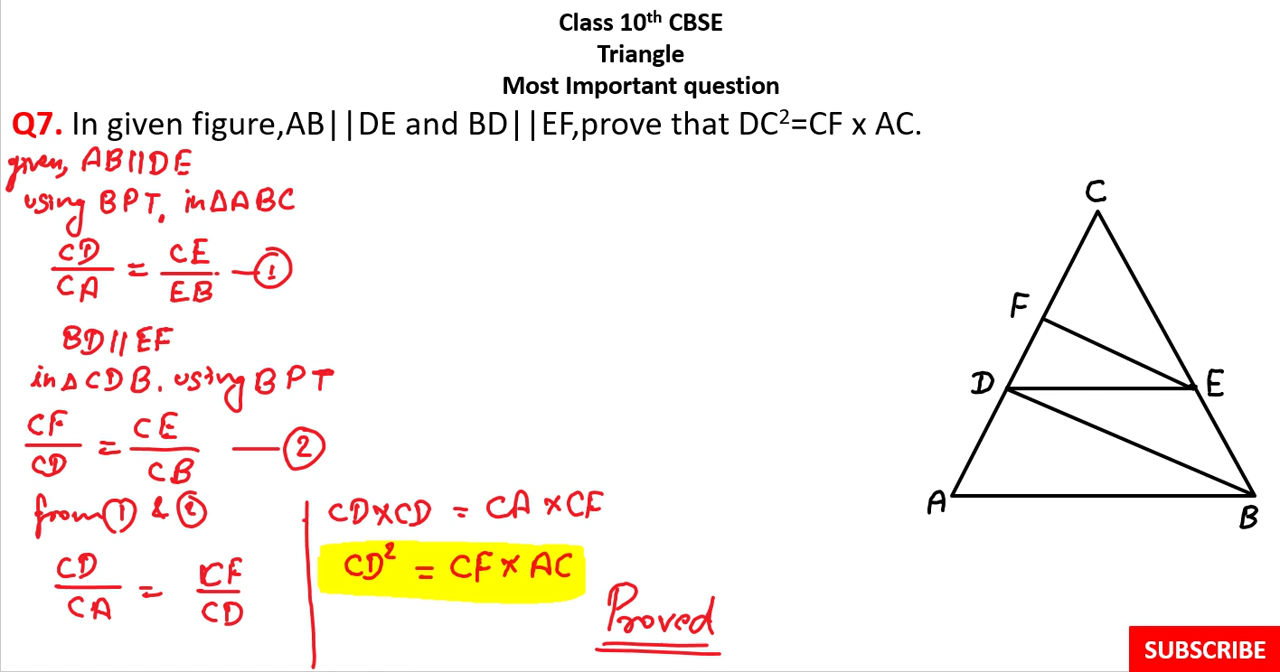 Class 10th CBSE
Triangle
Most Important question
Q7. In given figure,AB||DE and BD||EF,prove that DC²=CF x AC.
given, AB||DE
using BPT, in ΔABC
CD/CA = CE/EB —①
BD||EF
in Δ CDB. using BPT
CF/CD = CE/CB —②
from ① & ②
CD/CA = CF/CD
CD×CD = CA×CF
CD² = CF × AC
Proved
C
F
D
E
A
B
SUBSCRIBE